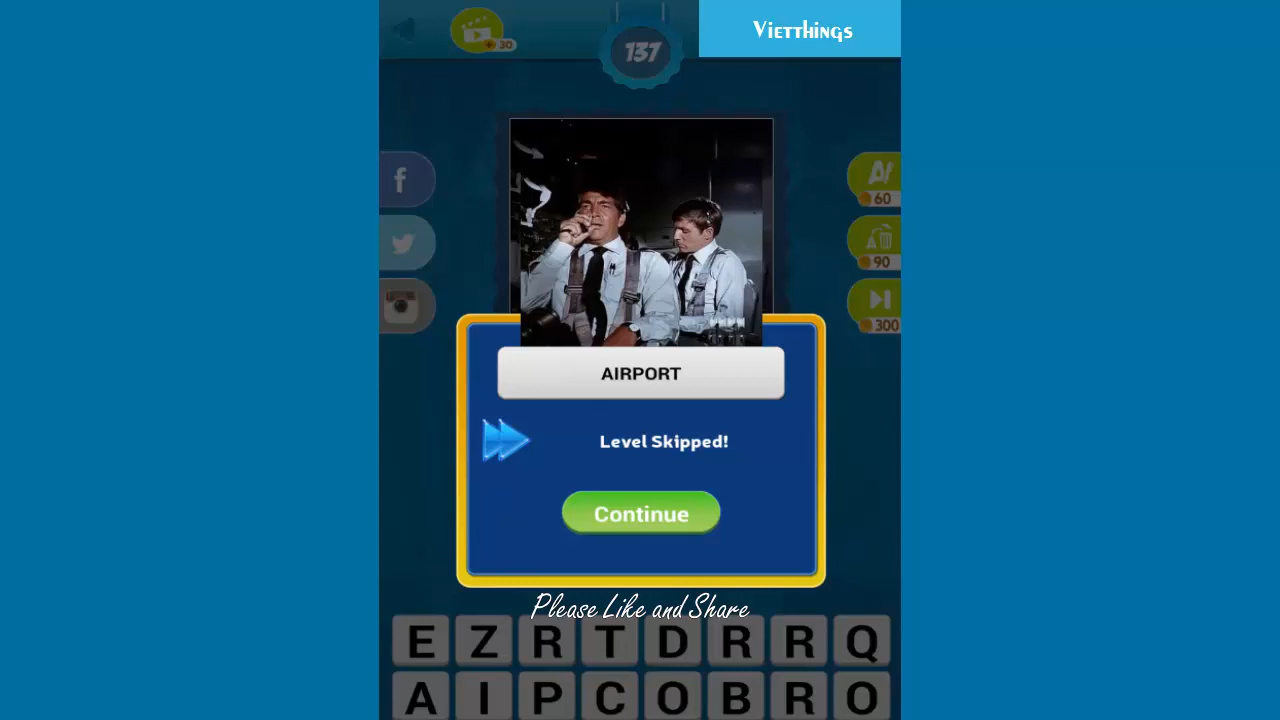 30
137
Vietthings
f
A
60
A
90
300
AIRPORT
Level Skipped!
Continue
Please Like and Share
E Z R T D R R Q
A I P C O B R O